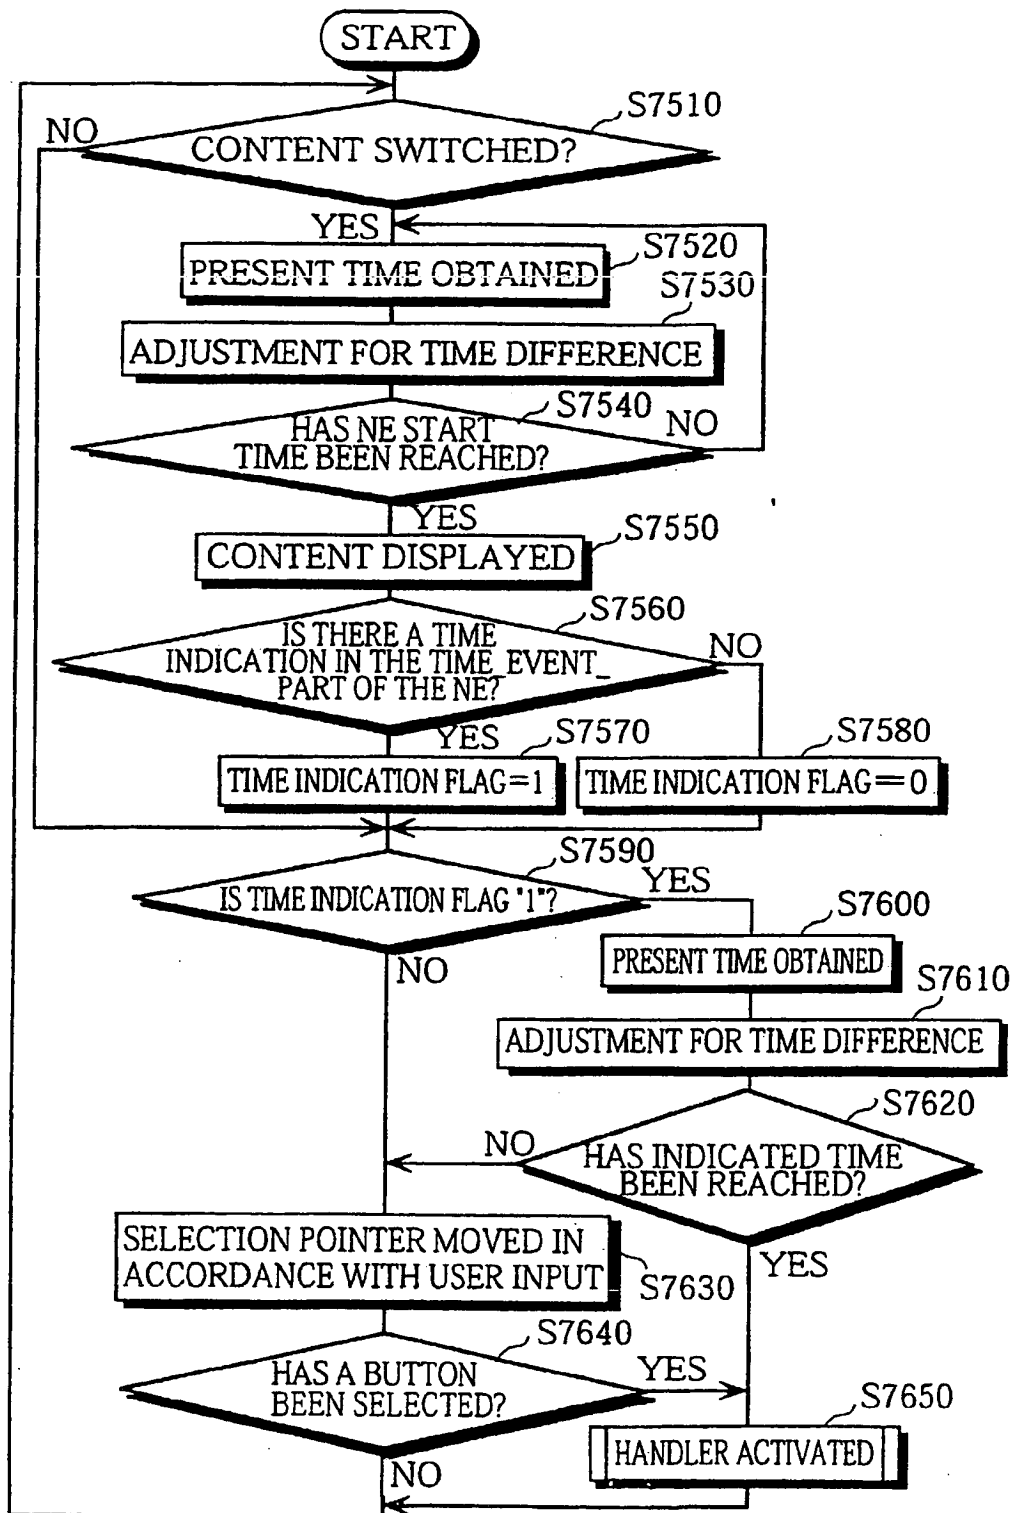 START
S7510
NO
CONTENT SWITCHED?
YES
S7520
PRESENT TIME OBTAINED
S7530
ADJUSTMENT FOR TIME DIFFERENCE
S7540
HAS NE START
TIME BEEN REACHED?
NO
YES
S7550
CONTENT DISPLAYED
S7560
IS THERE A TIME
INDICATION IN THE TIME_EVENT_
PART OF THE NE?
NO
YES
S7570
S7580
TIME INDICATION FLAG=1
TIME INDICATION FLAG=0
S7590
IS TIME INDICATION FLAG "1"?
YES
NO
S7600
PRESENT TIME OBTAINED
S7610
ADJUSTMENT FOR TIME DIFFERENCE
S7620
NO
HAS INDICATED TIME
BEEN REACHED?
YES
SELECTION POINTER MOVED IN
ACCORDANCE WITH USER INPUT
S7630
S7640
HAS A BUTTON
BEEN SELECTED?
YES
S7650
HANDLER ACTIVATED
NO